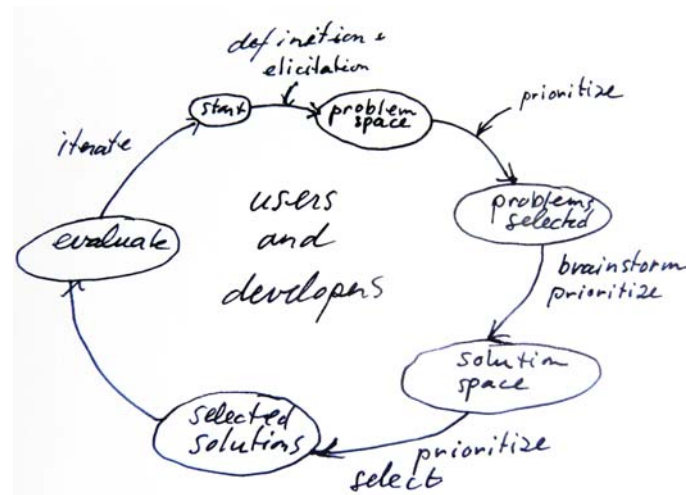 definition &
elicitation
start
problem
space
prioritize
problems
selected
brainstorm
prioritize
solution
space
prioritize
select
selected
solutions
evaluate
iterate
users
and
developers